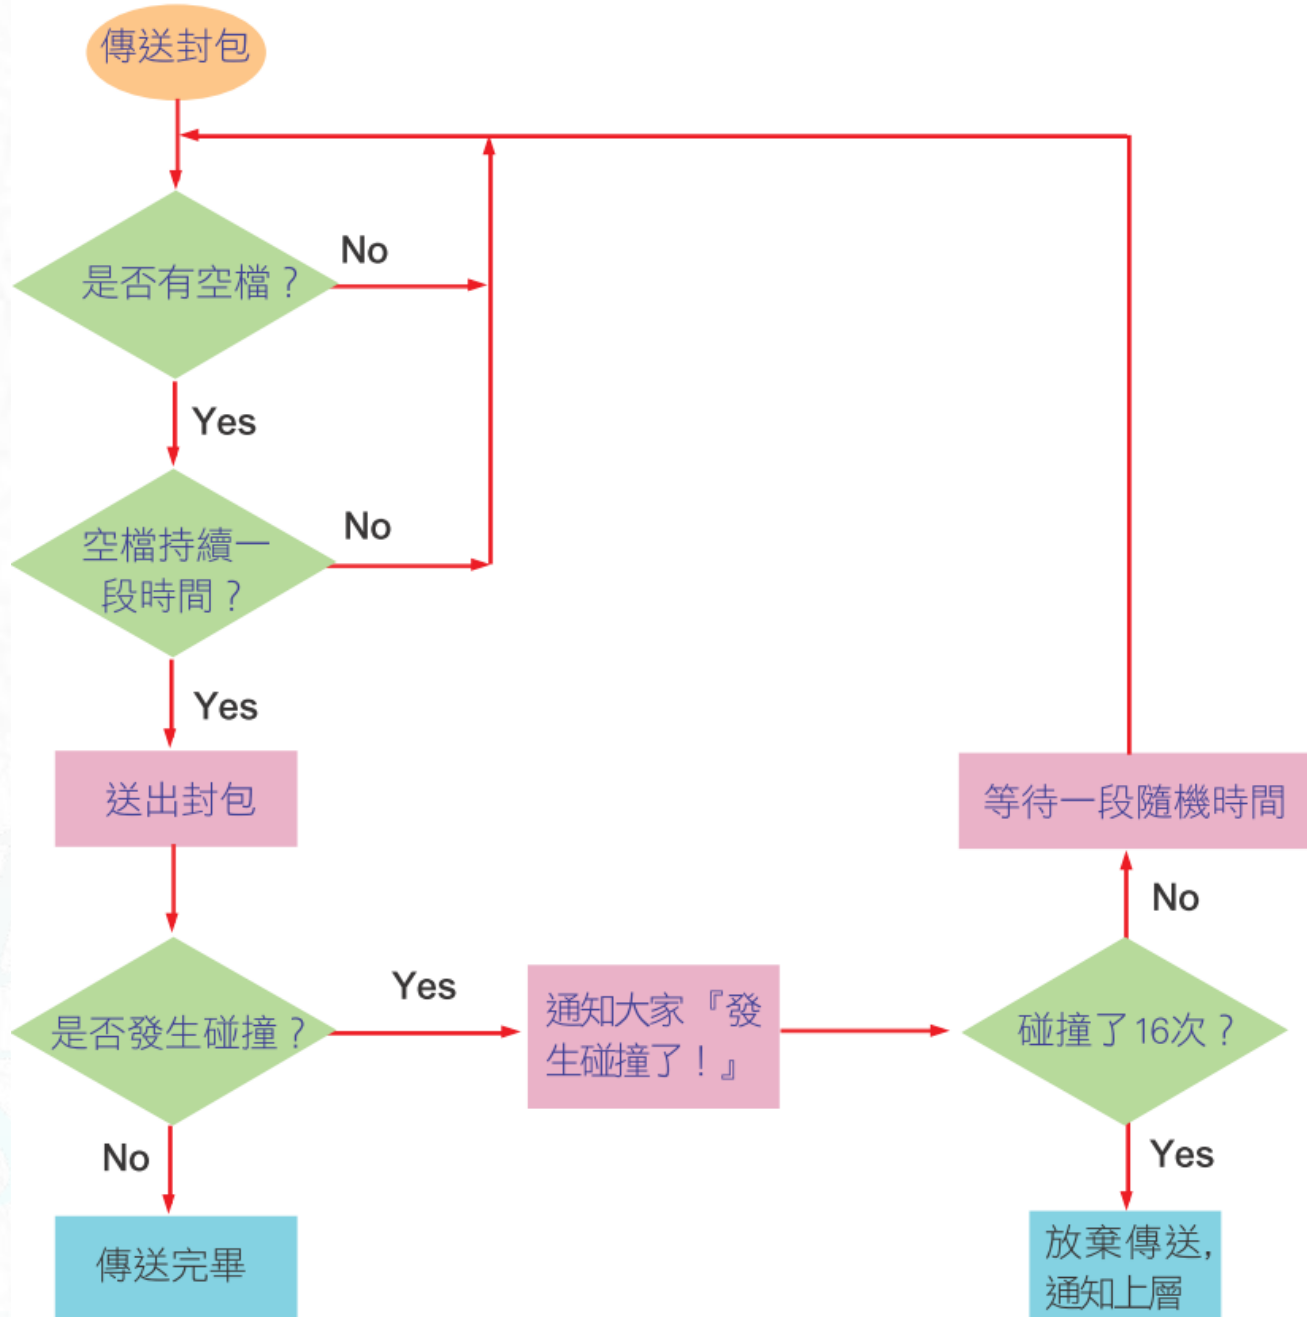 傳送封包
是否有空檔？
No
Yes
空檔持續一
段時間？
No
Yes
送出封包
是否發生碰撞？
Yes
No
傳送完畢
通知大家『發
生碰撞了！』
碰撞了16次？
No
等待一段隨機時間
Yes
放棄傳送,
通知上層